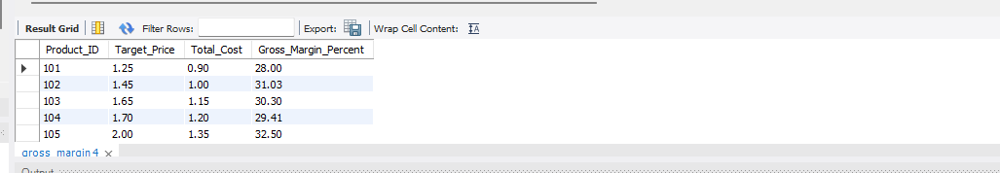 Result Grid Filter Rows: Export: Wrap Cell Content:
Product_ID Target_Price Total_Cost Gross_Margin_Percent
101 1.25 0.90 28.00
102 1.45 1.00 31.03
103 1.65 1.15 30.30
104 1.70 1.20 29.41
105 2.00 1.35 32.50
gross_margin4
Output